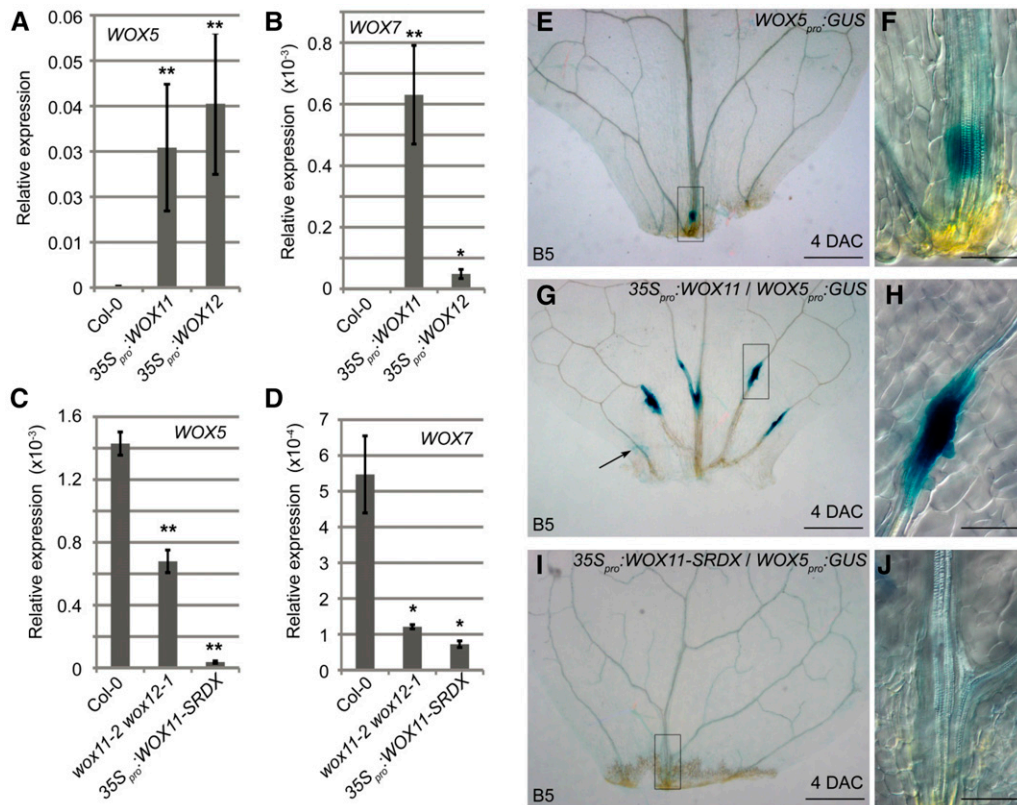 A
WOX5
Relative expression
0.06
0.04
0.03
0.03
0.01
0
**
**
Col-0
35Spro:WOX11
35Spro:WOX12
B
WOX7
Relative expression (x10-3)
0.8
0.6
0.4
0.2
0
**
*
Col-0
35Spro:WOX11
35Spro:WOX12
C
WOX5
Relative expression (x10-3)
1.6
1.4
0.8
0.6
0.4
0
**
**
Col-0
wox11-2 wox12-1
35Spro:WOX11-SRDX
D
WOX7
Relative expression (x10-4)
7
6
5
4
3
2
1
0
*
*
Col-0
wox11-2 wox12-1
35Spro:WOX11-SRDX
E
WOX5pro:GUS
B5
4 DAC
F
G
35Spro:WOX11 / WOX5pro:GUS
B5
4 DAC
H
I
35Spro:WOX11-SRDX / WOX5pro:GUS
B5
4 DAC
J